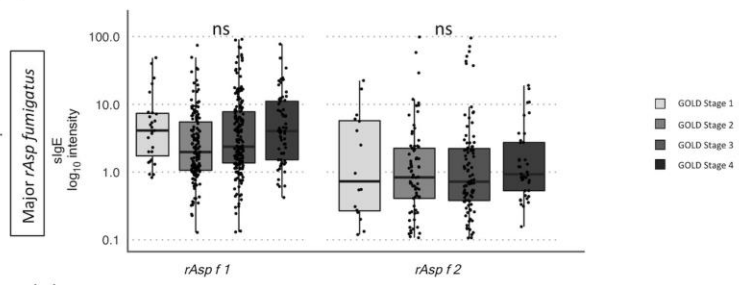 ns
ns
Major rAsp fumigatus
sIgE
log10 intensity
100.0
10.0
1.0
0.1
rAsp f 1
rAsp f 2
GOLD Stage 1
GOLD Stage 2
GOLD Stage 3
GOLD Stage 4